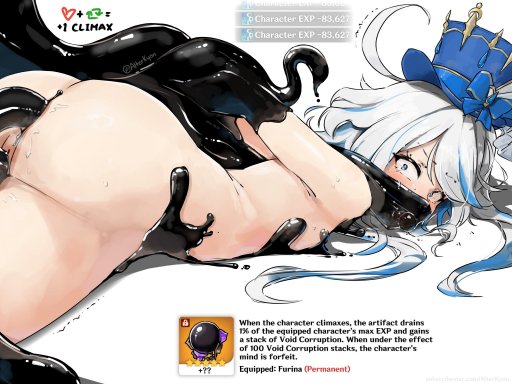 + =
+1 CLIMAX
@AfterKyon
Character EXP -83,627
Character EXP -83,627
When the character climaxes, the artifact drains
1% of the equipped character's max EXP and gains
a stack of Void Corruption. When under the effect
of 100 Void Corruption stacks, the character's
mind is forfeit.
+??
Equipped: Furina (Permanent)